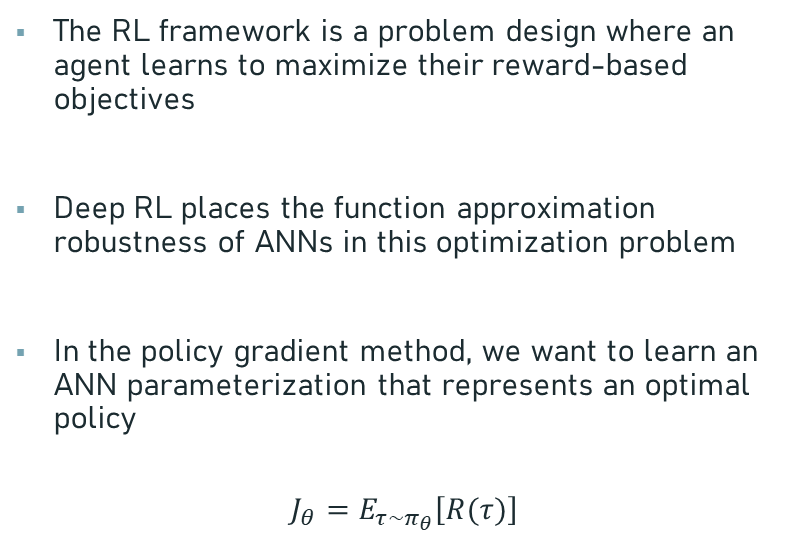 ▪ The RL framework is a problem design where an
agent learns to maximize their reward-based
objectives
▪ Deep RL places the function approximation
robustness of ANNs in this optimization problem
▪ In the policy gradient method, we want to learn an
ANN parameterization that represents an optimal
policy
J_θ = E_{τ~π_θ}[R(τ)]